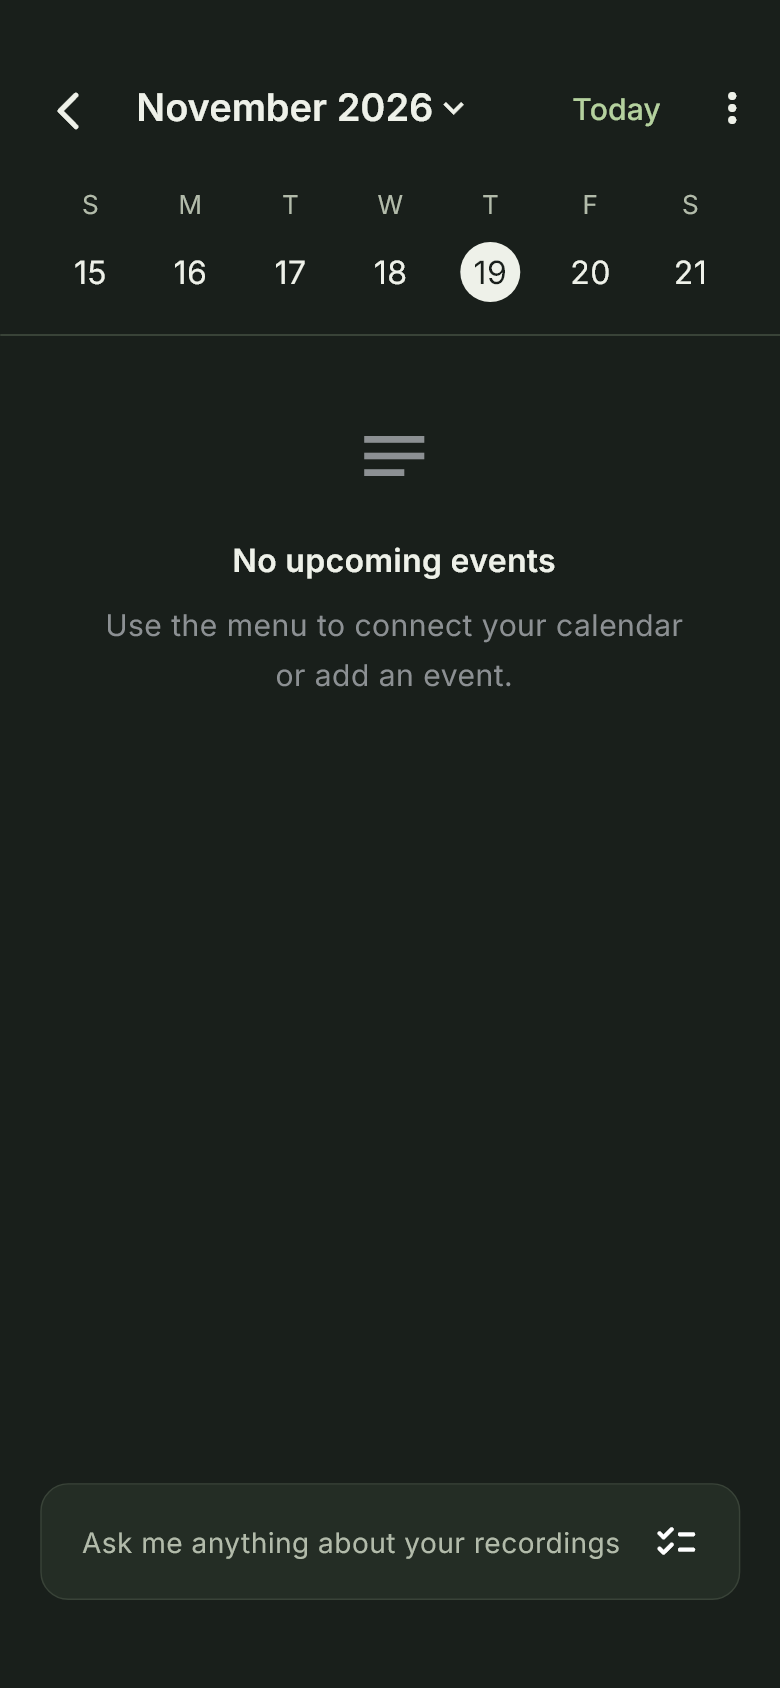 November 2026 Today
S M T W T F S
15 16 17 18 19 20 21
No upcoming events
Use the menu to connect your calendar
or add an event.
Ask me anything about your recordings